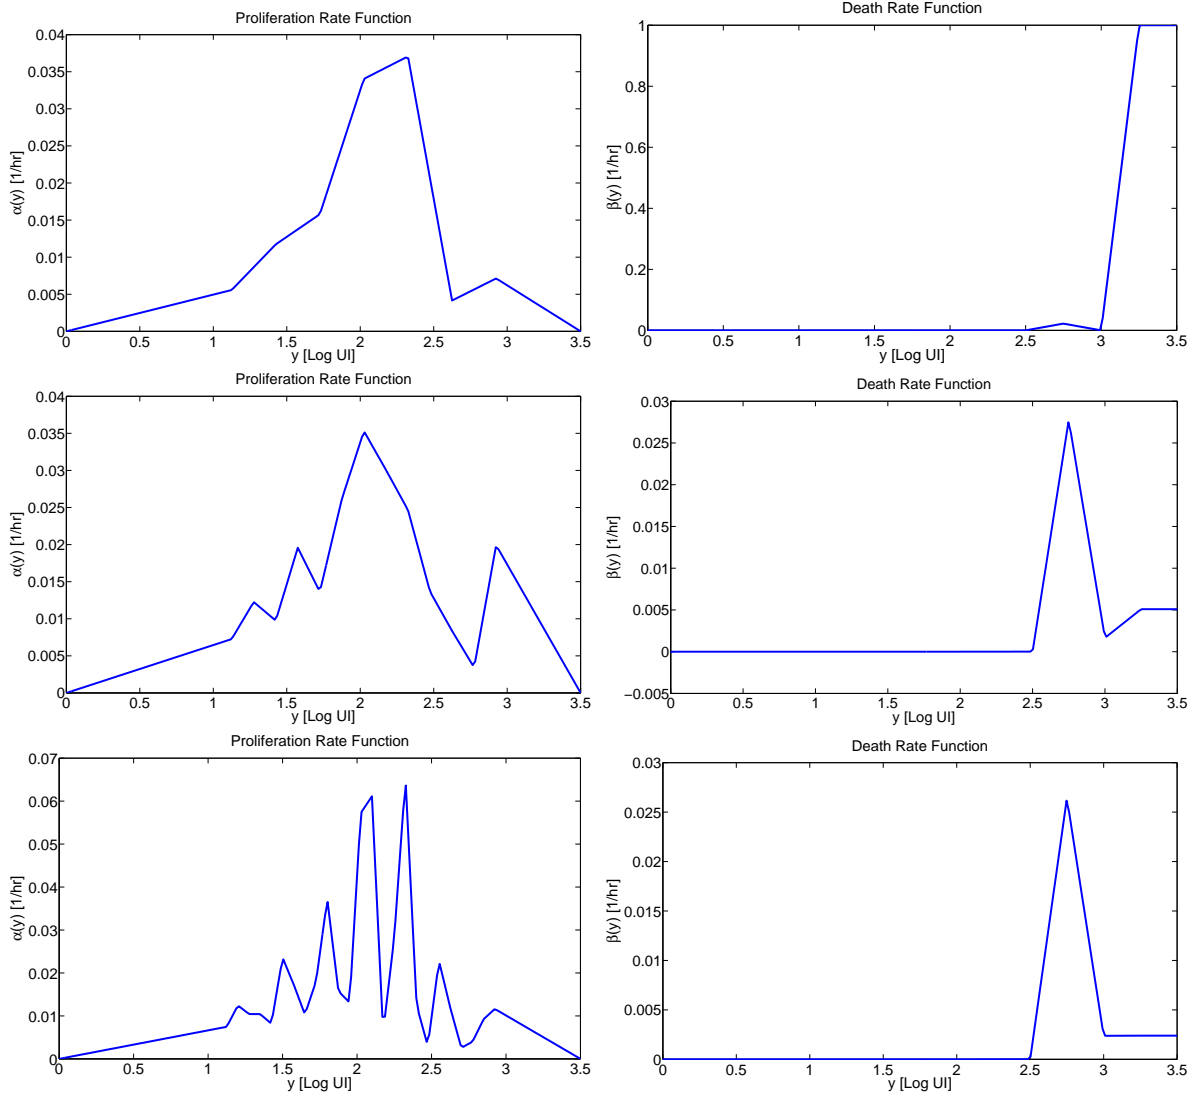 Proliferation Rate Function
0.04
0.035
0.03
0.025
0.02
0.015
0.01
0.005
0
α(y) [1/hr]
0 0.5 1 1.5 2 2.5 3 3.5
y [Log UI]
Death Rate Function
1
0.8
0.6
0.4
0.2
0
β(y) [1/hr]
0 0.5 1 1.5 2 2.5 3 3.5
y [Log UI]
Proliferation Rate Function
0.04
0.035
0.03
0.025
0.02
0.015
0.01
0.005
0
α(y) [1/hr]
0 0.5 1 1.5 2 2.5 3 3.5
y [Log UI]
Death Rate Function
0.03
0.025
0.02
0.015
0.01
0.005
0
−0.005
β(y) [1/hr]
0 0.5 1 1.5 2 2.5 3 3.5
y [Log UI]
Proliferation Rate Function
0.07
0.06
0.05
0.04
0.03
0.02
0.01
0
α(y) [1/hr]
0 0.5 1 1.5 2 2.5 3 3.5
y [Log UI]
Death Rate Function
0.03
0.025
0.02
0.015
0.01
0.005
0
β(y) [1/hr]
0 0.5 1 1.5 2 2.5 3 3.5
y [Log UI]